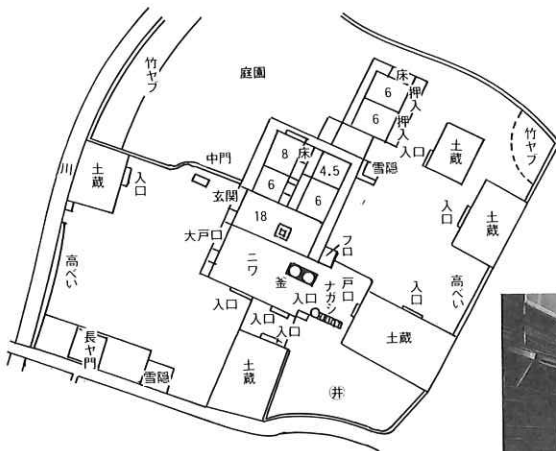 竹ヤブ
庭園
床
6
押入
6
押入
入口
土蔵
竹ヤブ
川
土蔵
入口
中門
8
床
4.5
雪隠
玄関
6
6
入口
土蔵
18
大戸口
フロ
ニワ
釜
戸口
高べい
高べい
入口
入口
ナガシ
入口
入口
入口
土蔵
土蔵
長ヤ門
雪隠
井